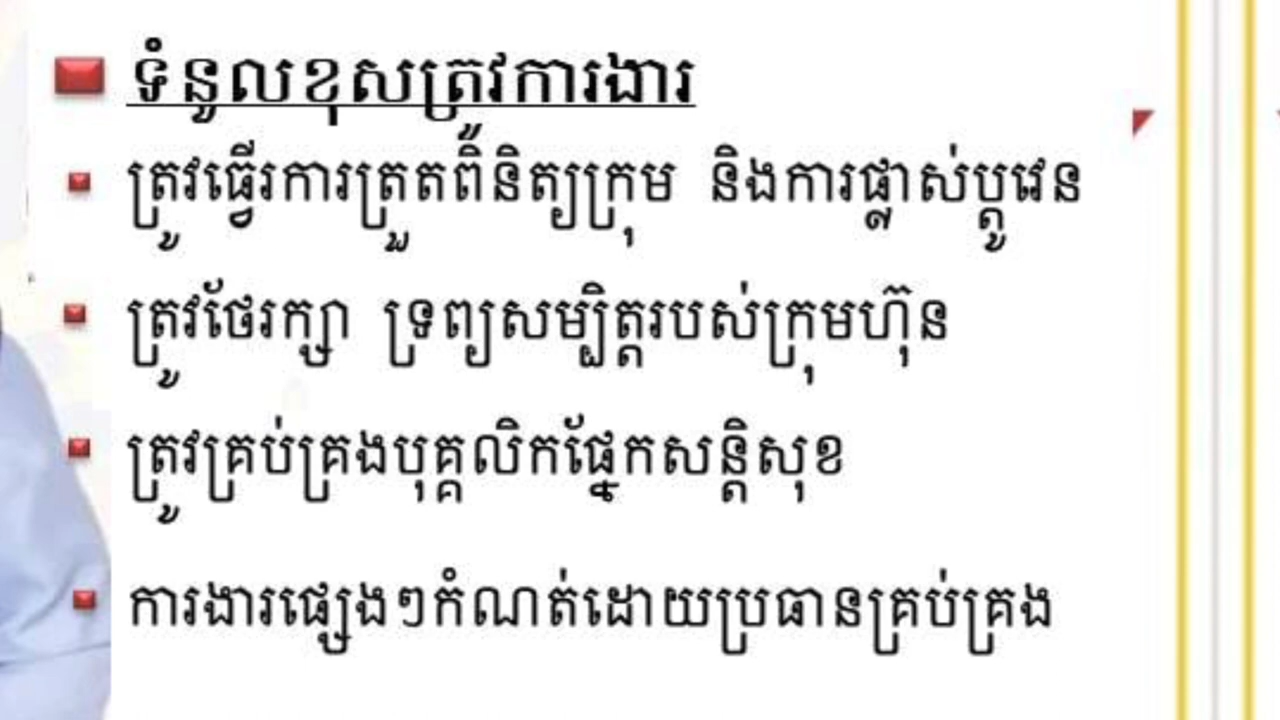 ទំនូលខុសត្រូវការងារ
ត្រូវធ្វើរការត្រួតពិនិត្យក្រុម និងការផ្លាស់ប្តូវេន
ត្រូវថែរក្សា ទ្រព្យសម្បិត្តរបស់ក្រុមហ៊ុន
ត្រូវគ្រប់គ្រងបុគ្គលិកផ្នែកសន្តិសុខ
ការងារផ្សេងៗកំណត់ដោយប្រធានគ្រប់គ្រង